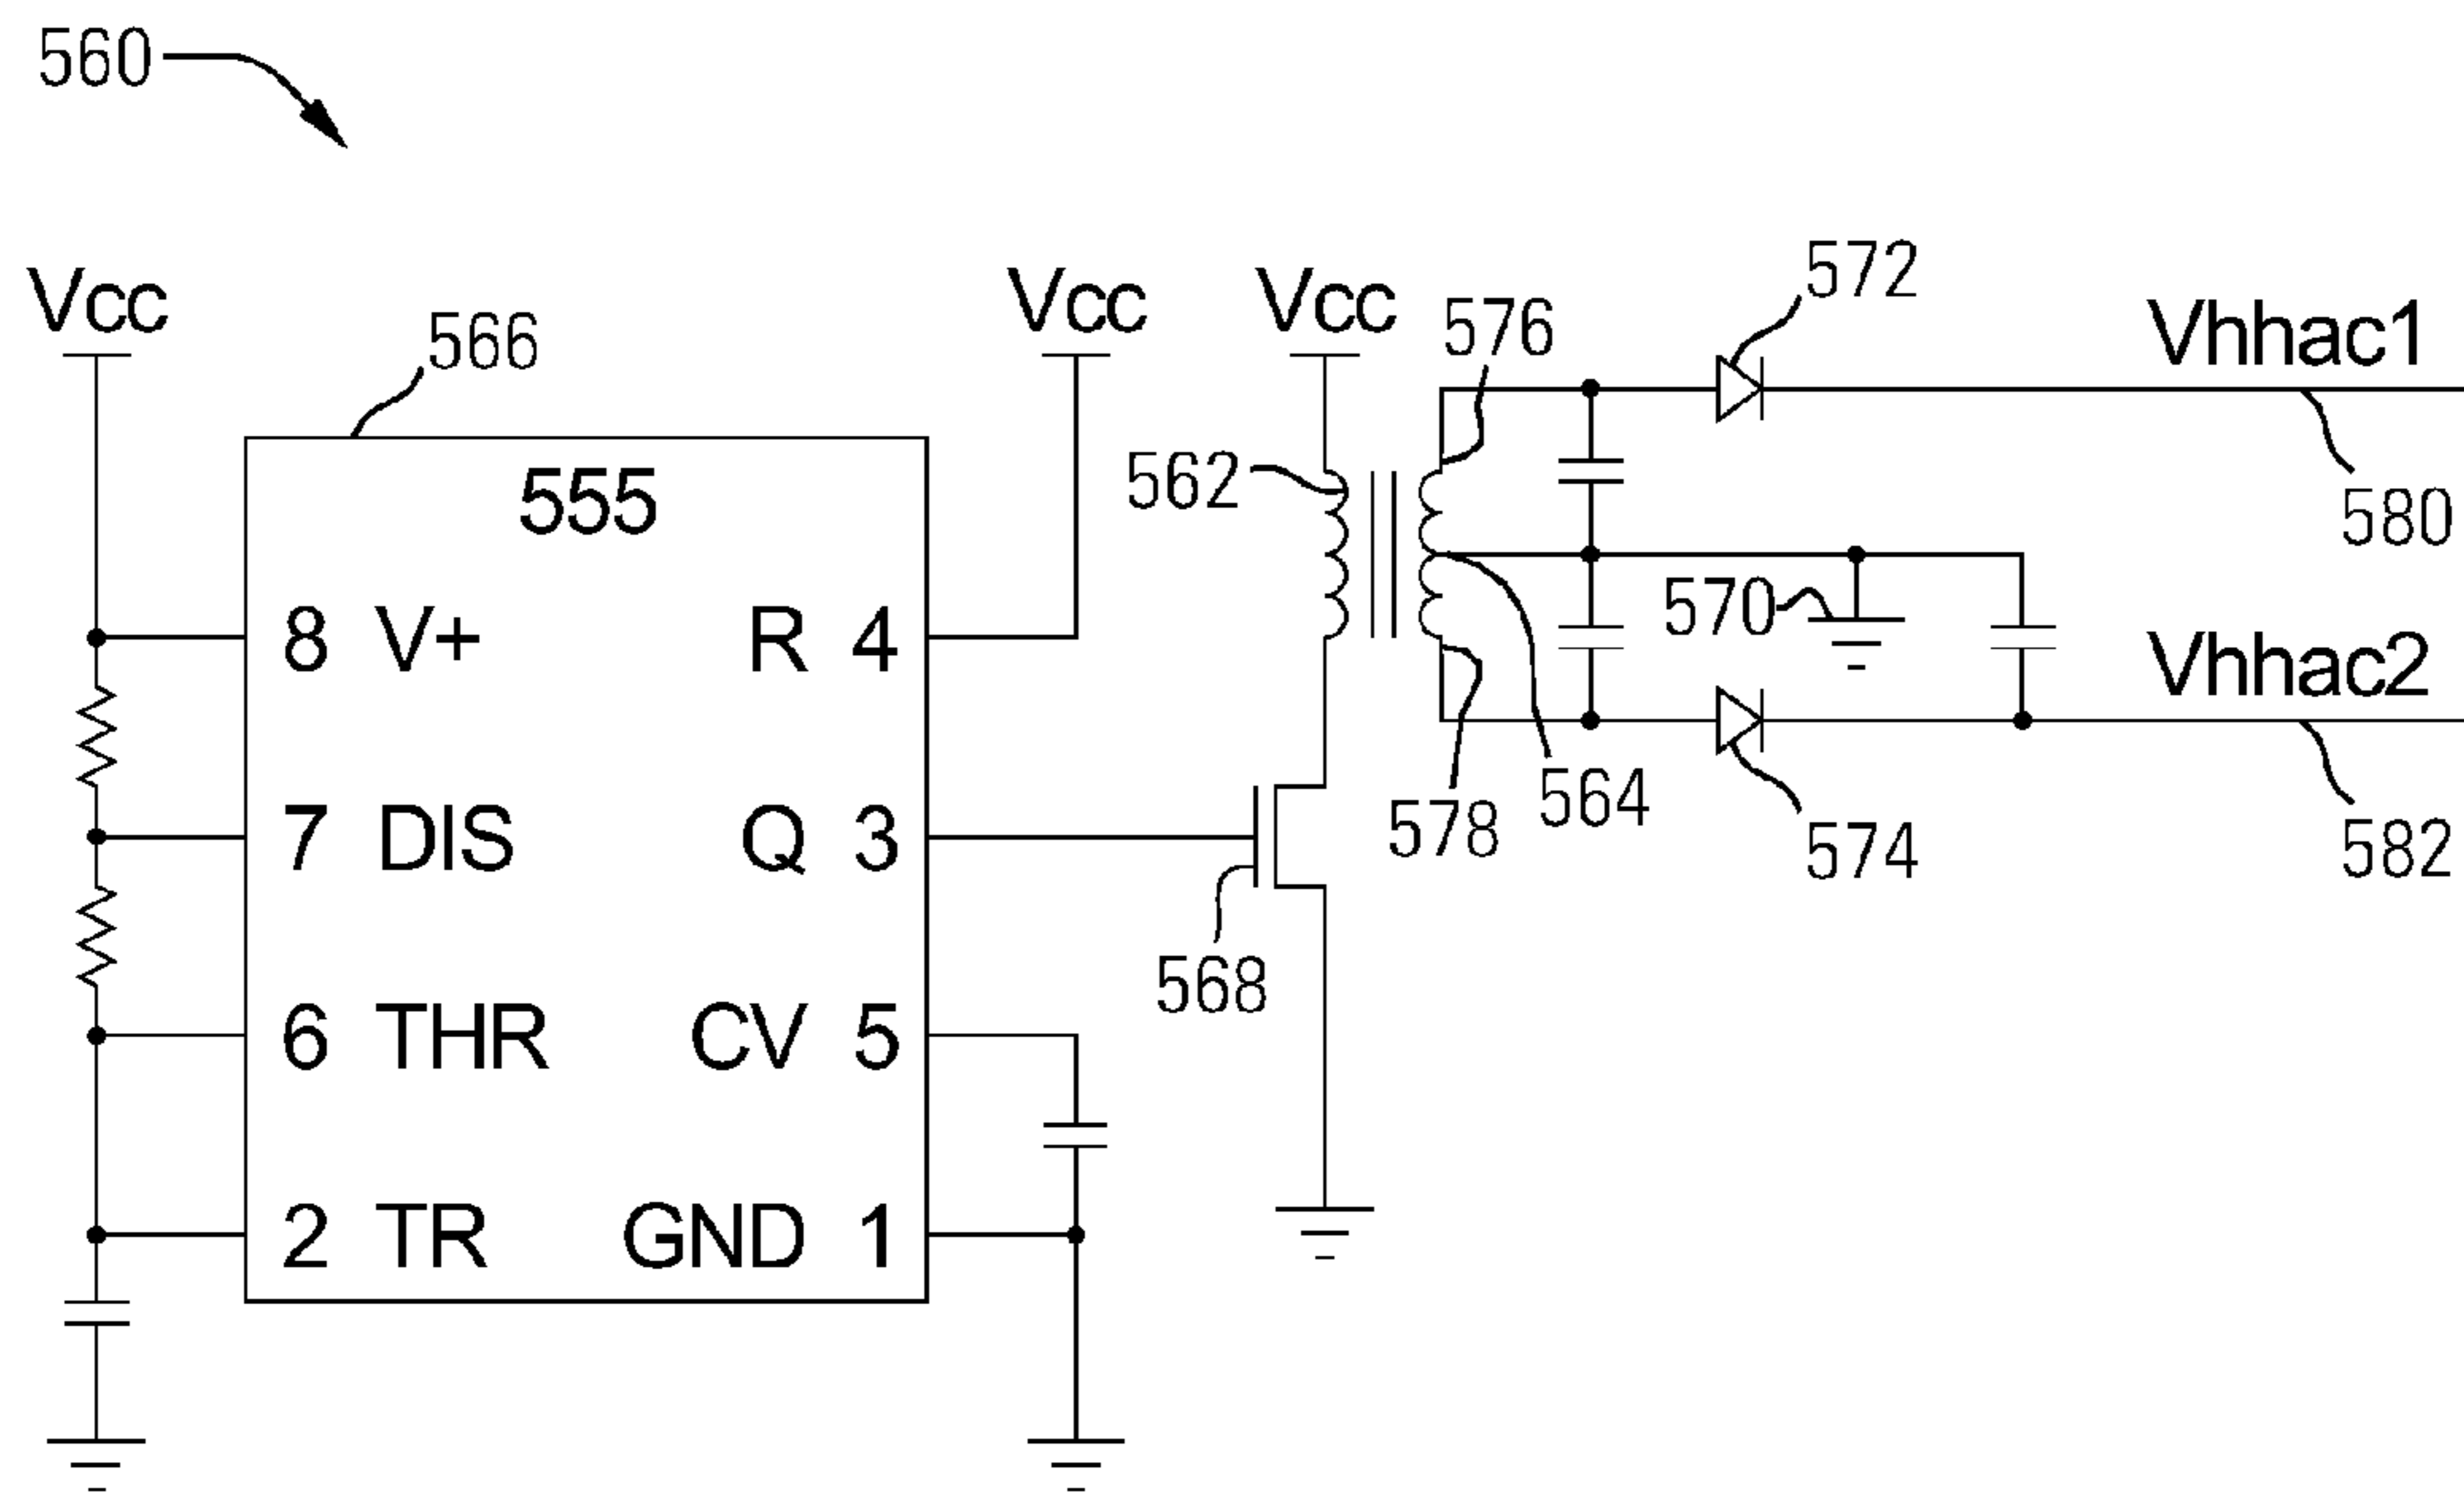 560
572
Vcc
566
Vcc
Vcc
576
Vhhac1
555
562
580
8 V+
R 4
570
Vhhac2
7 DIS
Q 3
578
564
574
582
568
6 THR
CV 5
2 TR
GND 1